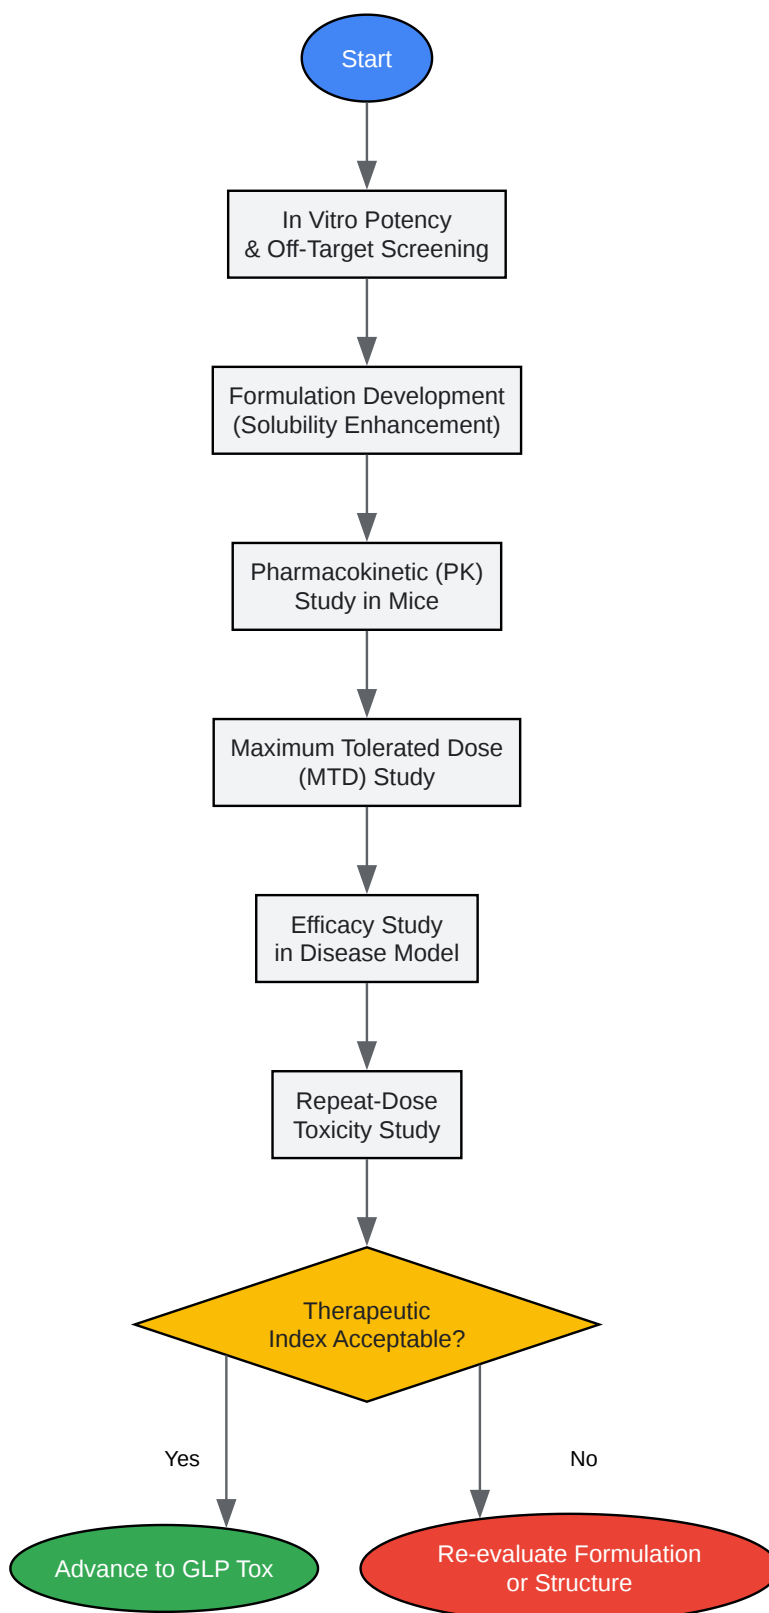 Start
In Vitro Potency
& Off-Target Screening
Formulation Development
(Solubility Enhancement)
Pharmacokinetic (PK)
Study in Mice
Maximum Tolerated Dose
(MTD) Study
Efficacy Study
in Disease Model
Repeat-Dose
Toxicity Study
Therapeutic
Index Acceptable?
Yes
No
Advance to GLP Tox
Re-evaluate Formulation
or Structure